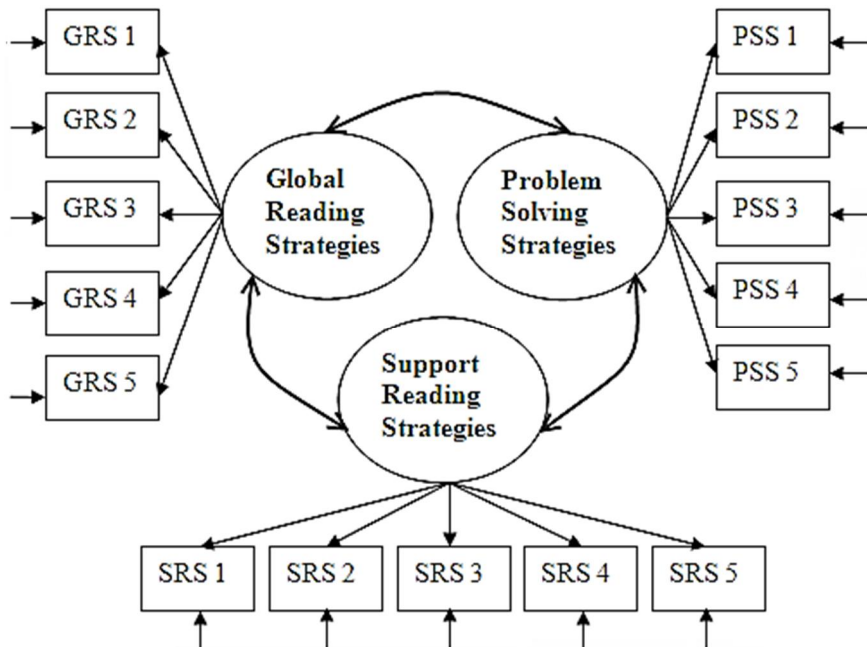 GRS 1
GRS 2
GRS 3
GRS 4
GRS 5
Global
Reading
Strategies
Problem
Solving
Strategies
Support
Reading
Strategies
PSS 1
PSS 2
PSS 3
PSS 4
PSS 5
SRS 1
SRS 2
SRS 3
SRS 4
SRS 5